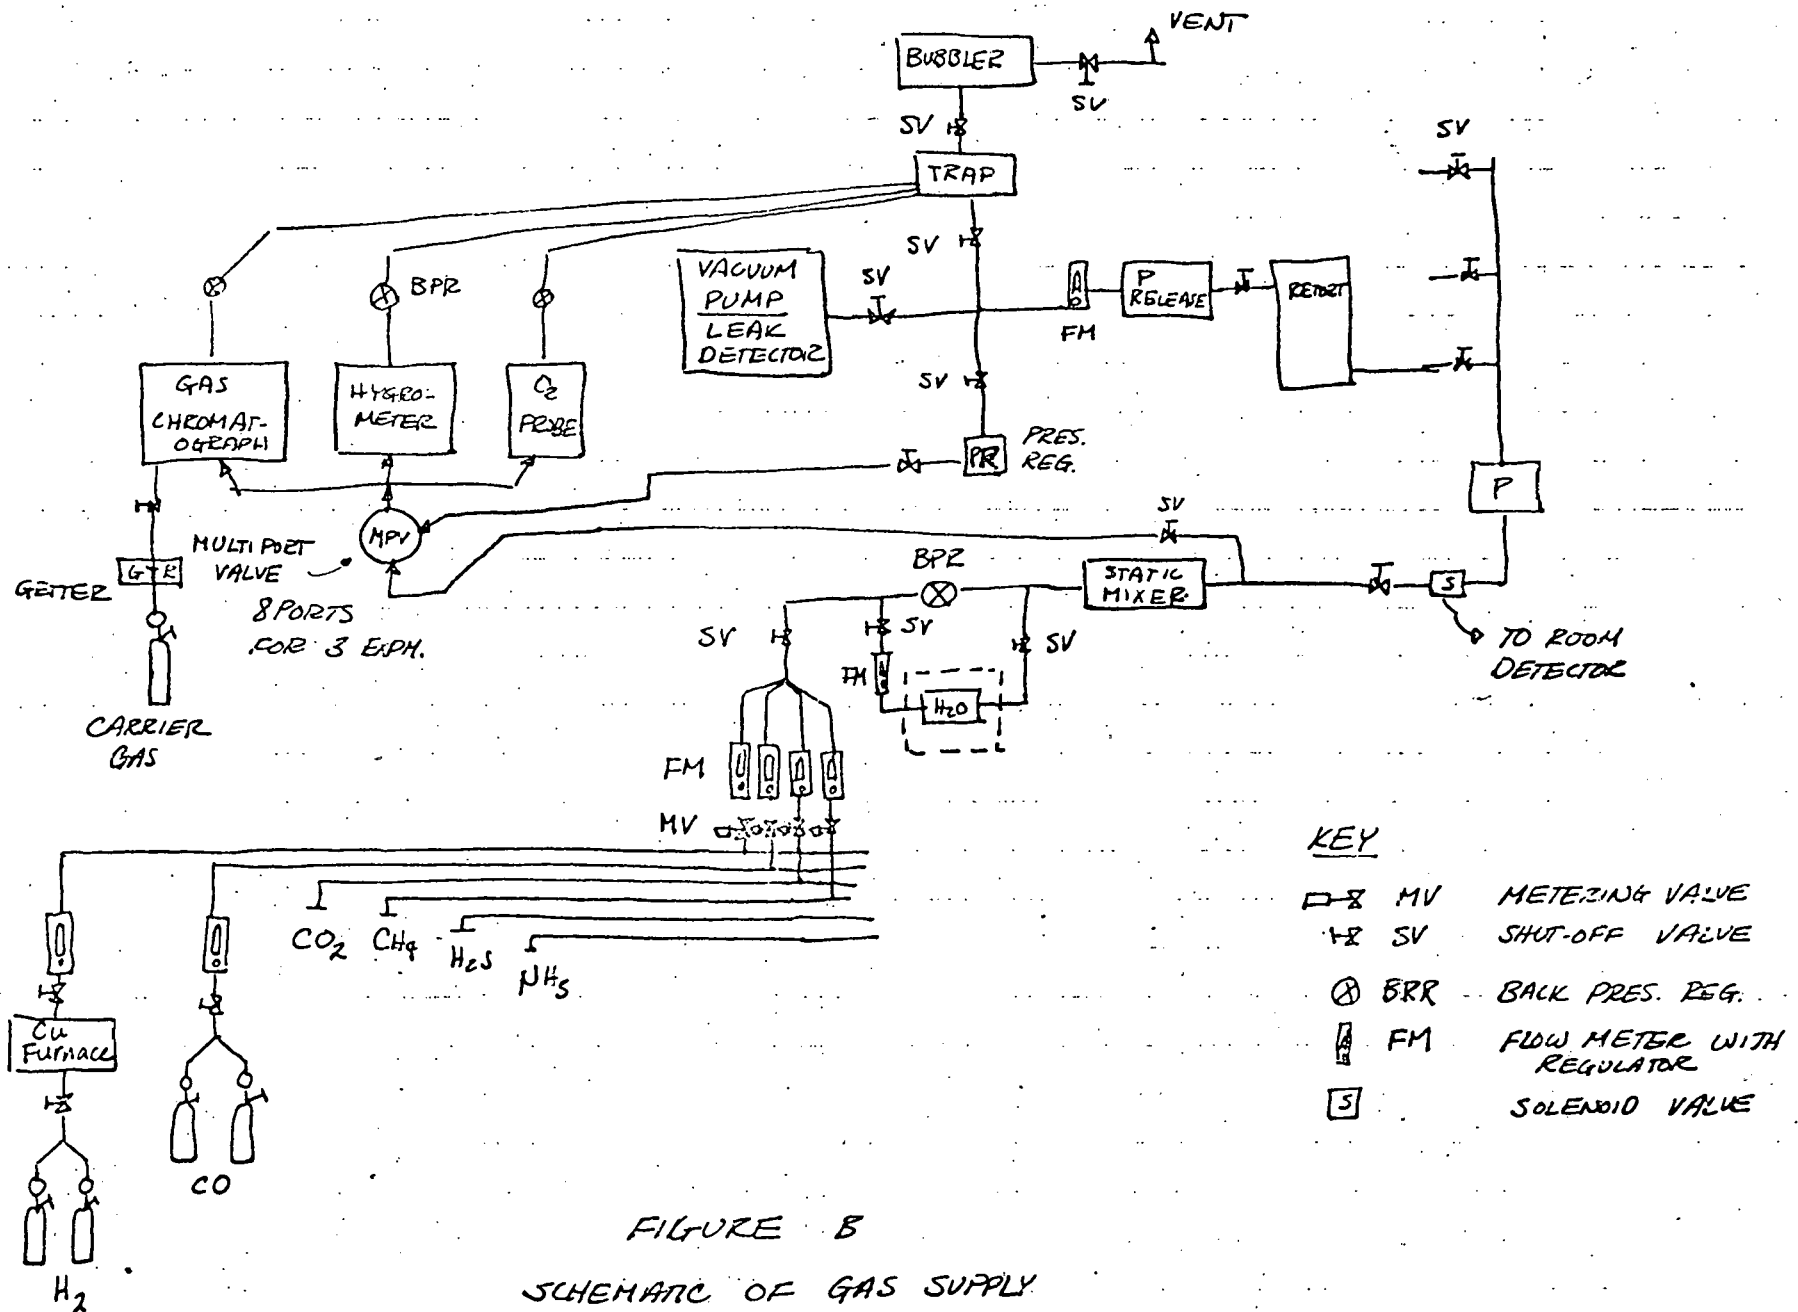 VENT
BUBBLER
SV
SV
TRAP
SV
SV
VACUUM
PUMP
LEAK
DETECTOR
SV
FM
P
RELEASE
RETORT
BPR
GAS
CHROMAT-
OGRAPH
HYGRO-
METER
O2
PROBE
SV
PR
PRES.
REG.
P
SV
MPV
MULTI PORT
VALVE
8 PORTS
FOR 3 EXPM.
GETTER
GTR
CARRIER
GAS
BPR
STATIC
MIXER
S
TO ROOM
DETECTOR
SV
SV
SV
FM
H2O
FM
MV
CO2
CH4
H2S
NH3
Cu
Furnace
CO
H2
KEY
MV METERING VALVE
SV SHUT-OFF VALVE
BRR BACK PRES. REG.
FM FLOW METER WITH
REGULATOR
S SOLENOID VALVE
FIGURE B
SCHEMATIC OF GAS SUPPLY